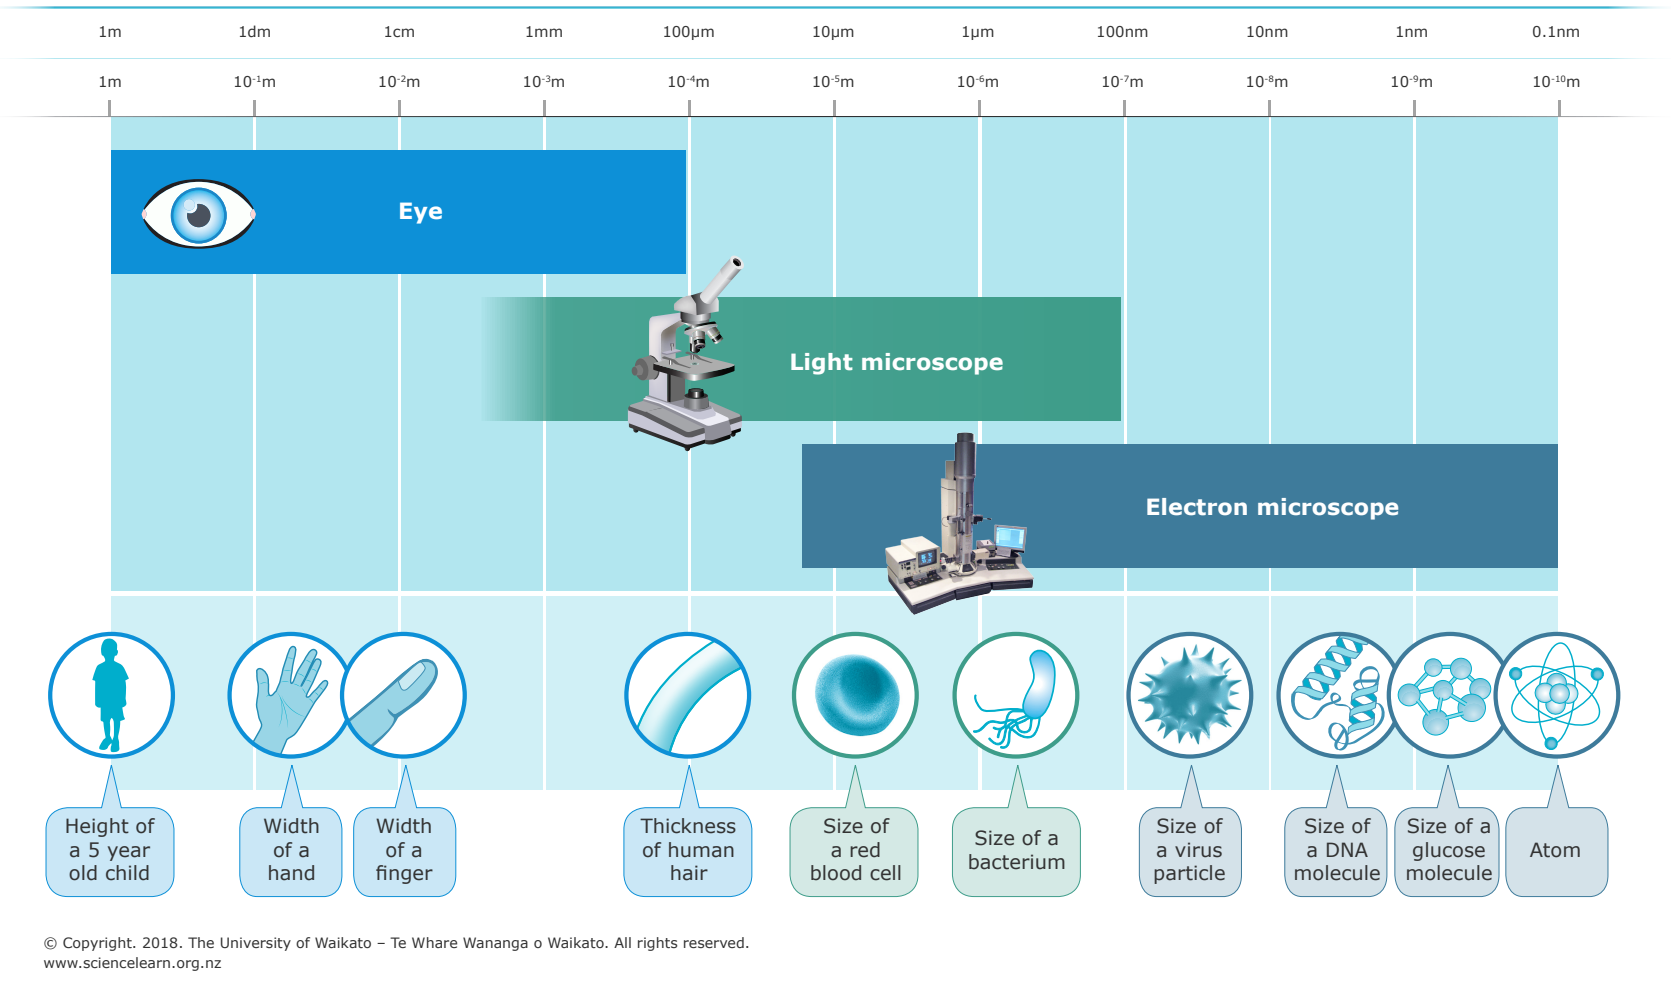 1m 1dm 1cm 1mm 100µm 10µm 1µm 100nm 10nm 1nm 0.1nm
1m 10⁻¹m 10⁻²m 10⁻³m 10⁻⁴m 10⁻⁵m 10⁻⁶m 10⁻⁷m 10⁻⁸m 10⁻⁹m 10⁻¹⁰m
Eye
Light microscope
Electron microscope
Height of
a 5 year
old child
Width
of a
hand
Width
of a
finger
Thickness
of human
hair
Size of
a red
blood cell
Size of a
bacterium
Size of
a virus
particle
Size of
a DNA
molecule
Size of a
glucose
molecule
Atom
© Copyright. 2018. The University of Waikato – Te Whare Wananga o Waikato. All rights reserved.
www.sciencelearn.org.nz